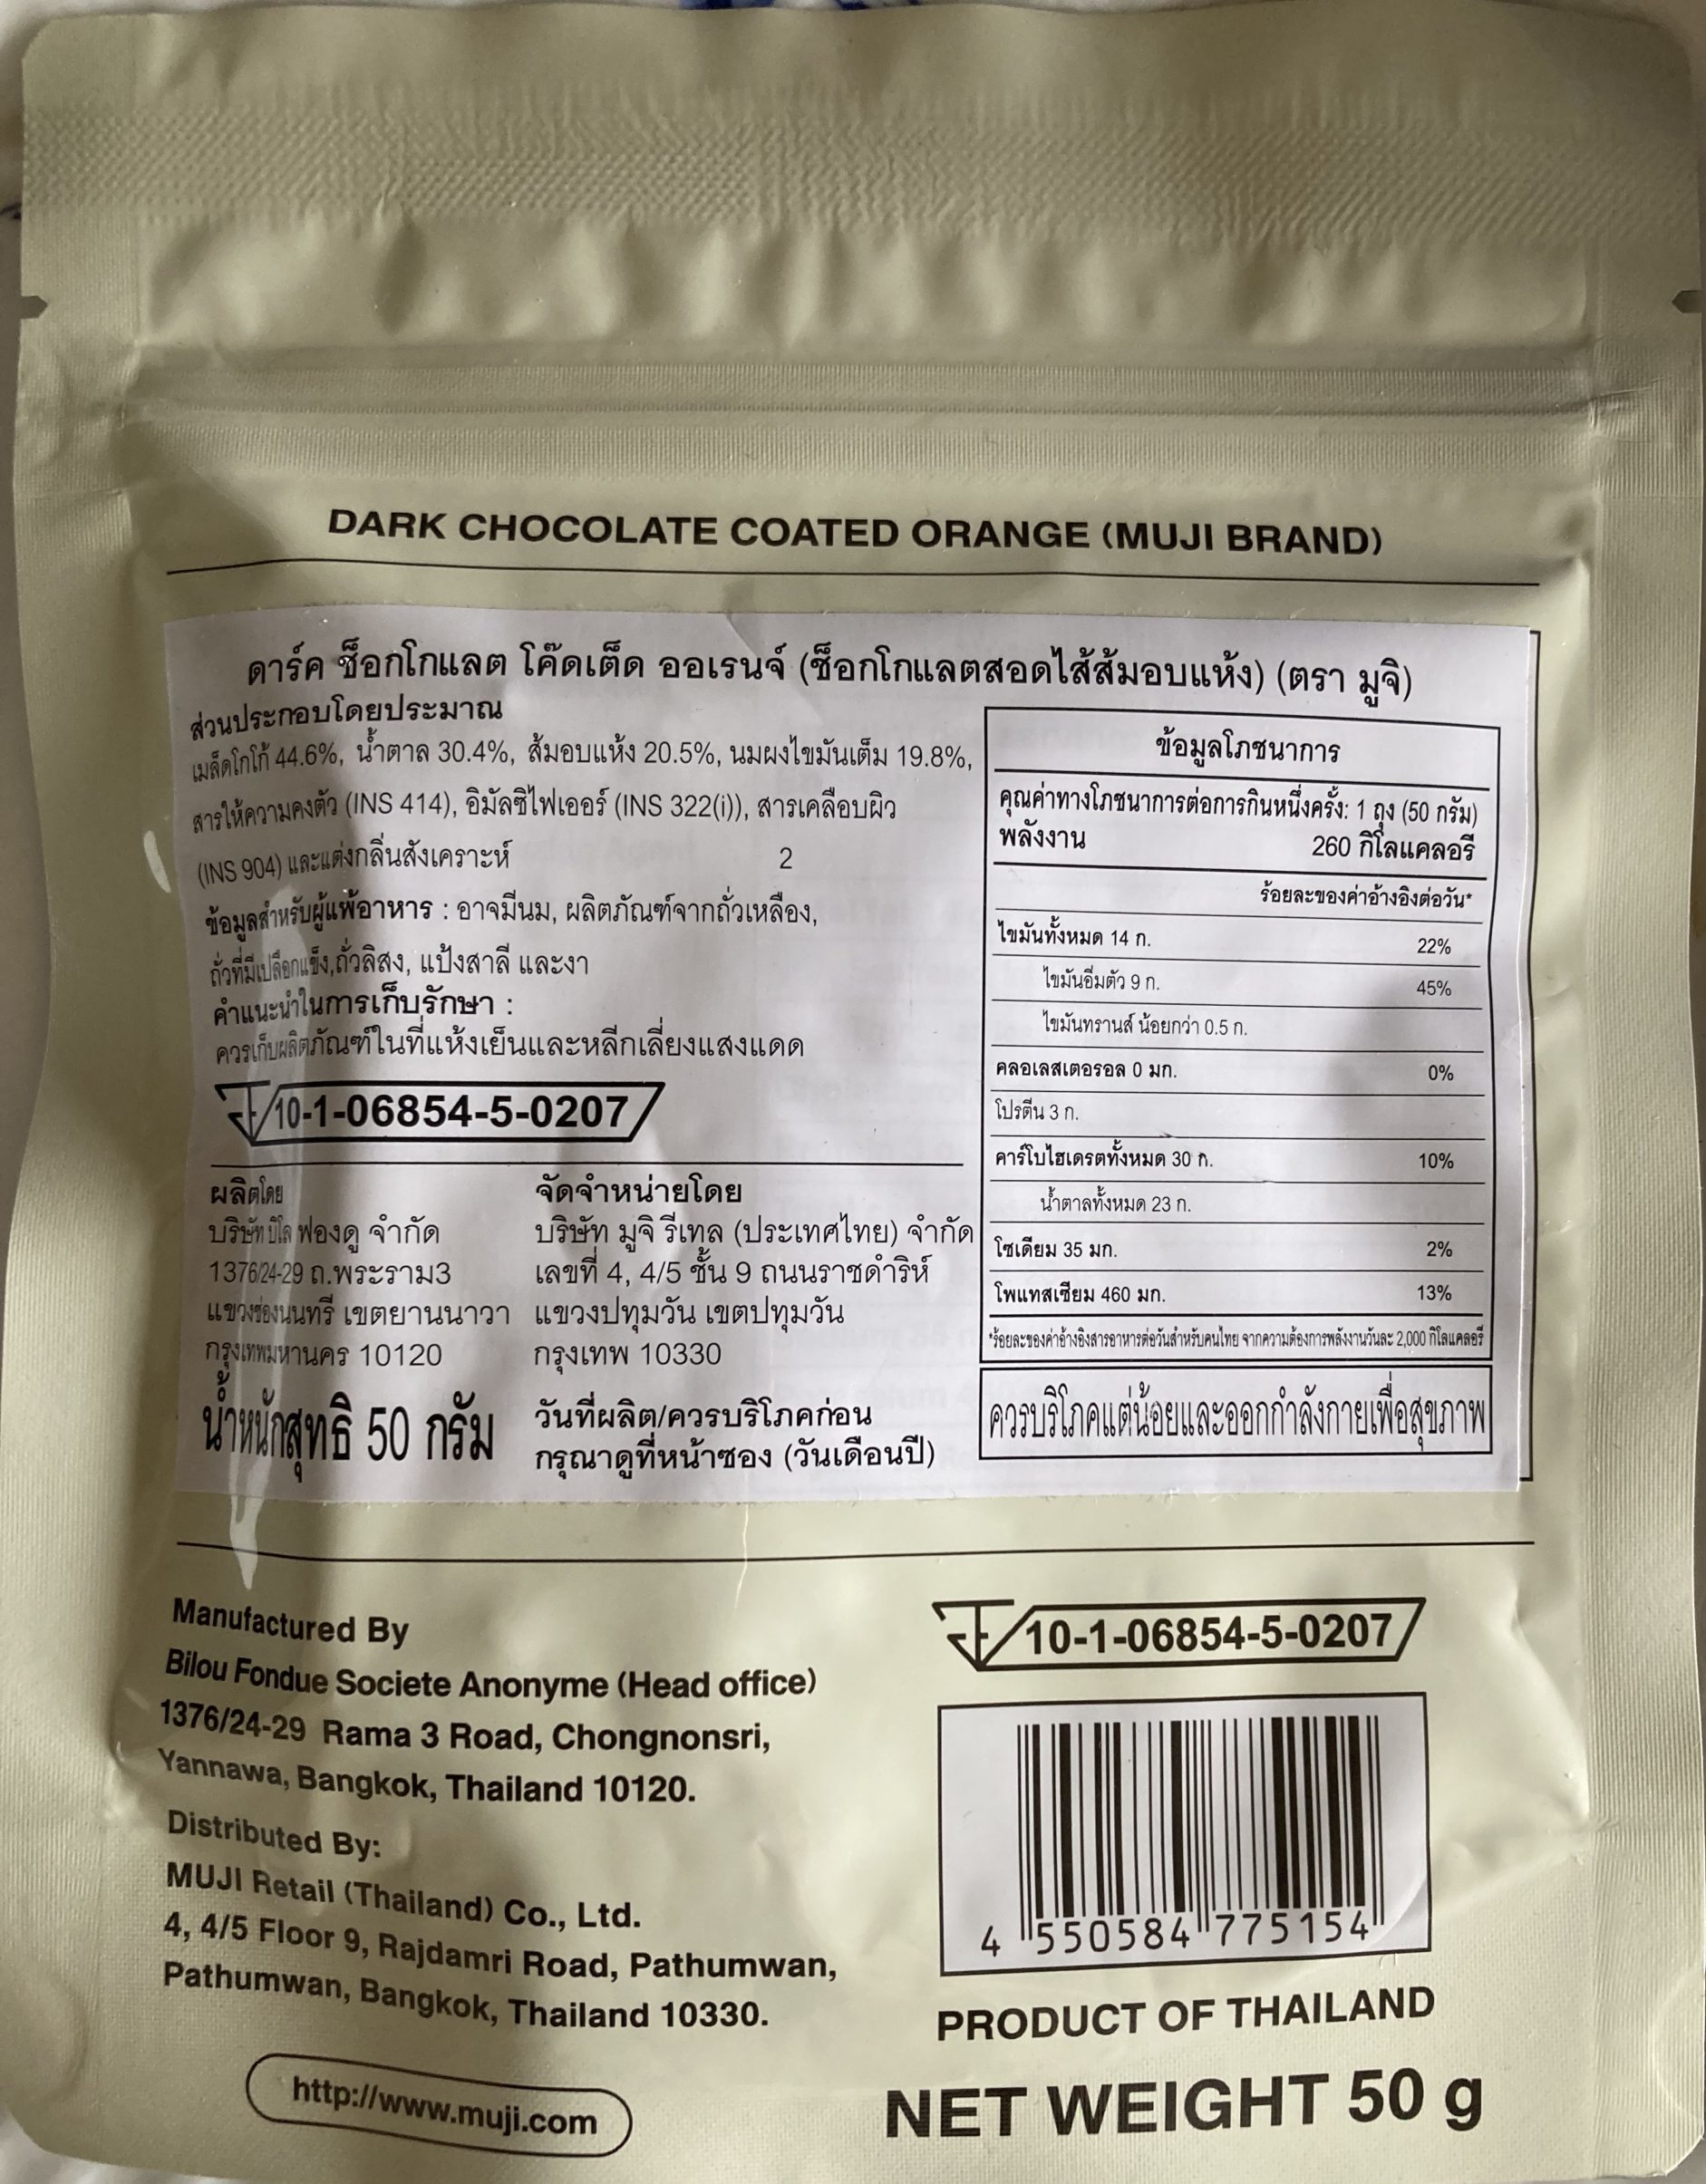 DARK CHOCOLATE COATED ORANGE (MUJI BRAND)
ดาร์ค ช็อกโกแลต โค๊ดเต็ด ออเรนจ์ (ช็อกโกแลตสอดไส้ส้มอบแห้ง) (ตรา มูจิ)
ส่วนประกอบโดยประมาณ
เมล็ดโกโก้ 44.6%, น้ำตาล 30.4%, ส้มอบแห้ง 20.5%, นมผงไขมันเต็ม 19.8%,
สารให้ความคงตัว (INS 414), อิมัลซิไฟเออร์ (INS 322(i)), สารเคลือบผิว
(INS 904) และแต่งกลิ่นสังเคราะห์ 2
ข้อมูลสำหรับผู้แพ้อาหาร : อาจมีนม, ผลิตภัณฑ์จากถั่วเหลือง,
ถั่วที่มีเปลือกแข็ง,ถั่วลิสง, แป้งสาลี และงา
คำแนะนำในการเก็บรักษา :
ควรเก็บผลิตภัณฑ์ในที่แห้งเย็นและหลีกเลี่ยงแสงแดด
10-1-06854-5-0207
ผลิตโดย
บริษัท บิโล ฟองดู จำกัด
1376/24-29 ถ.พระราม3
แขวงช่องนนทรี เขตยานนาวา
กรุงเทพมหานคร 10120
น้ำหนักสุทธิ 50 กรัม
จัดจำหน่ายโดย
บริษัท มูจิ รีเทล (ประเทศไทย) จำกัด
เลขที่ 4, 4/5 ชั้น 9 ถนนราชดำริห์
แขวงปทุมวัน เขตปทุมวัน
กรุงเทพ 10330
วันที่ผลิต/ควรบริโภคก่อน
กรุณาดูที่หน้าซอง (วันเดือนปี)
ข้อมูลโภชนาการ
คุณค่าทางโภชนาการต่อการกินหนึ่งครั้ง: 1 ถุง (50 กรัม)
พลังงาน 260 กิโลแคลอรี
ร้อยละของค่าอ้างอิงต่อวัน*
ไขมันทั้งหมด 14 ก. 22%
ไขมันอิ่มตัว 9 ก. 45%
ไขมันทรานส์ น้อยกว่า 0.5 ก.
คลอเลสเตอรอล 0 มก. 0%
โปรตีน 3 ก.
คาร์โบไฮเดรตทั้งหมด 30 ก. 10%
น้ำตาลทั้งหมด 23 ก.
โซเดียม 35 มก. 2%
โพแทสเซียม 460 มก. 13%
*ร้อยละของค่าอ้างอิงสารอาหารต่อวันสำหรับคนไทย จากความต้องการพลังงานวันละ 2,000 กิโลแคลอรี
ควรบริโภคแต่น้อยและออกกำลังกายเพื่อสุขภาพ
Manufactured By
Bilou Fondue Societe Anonyme (Head office)
1376/24-29 Rama 3 Road, Chongnonsri,
Yannawa, Bangkok, Thailand 10120.
Distributed By:
MUJI Retail (Thailand) Co., Ltd.
4, 4/5 Floor 9, Rajdamri Road, Pathumwan,
Pathumwan, Bangkok, Thailand 10330.
http://www.muji.com
10-1-06854-5-0207
4 550584 775154
PRODUCT OF THAILAND
NET WEIGHT 50 g